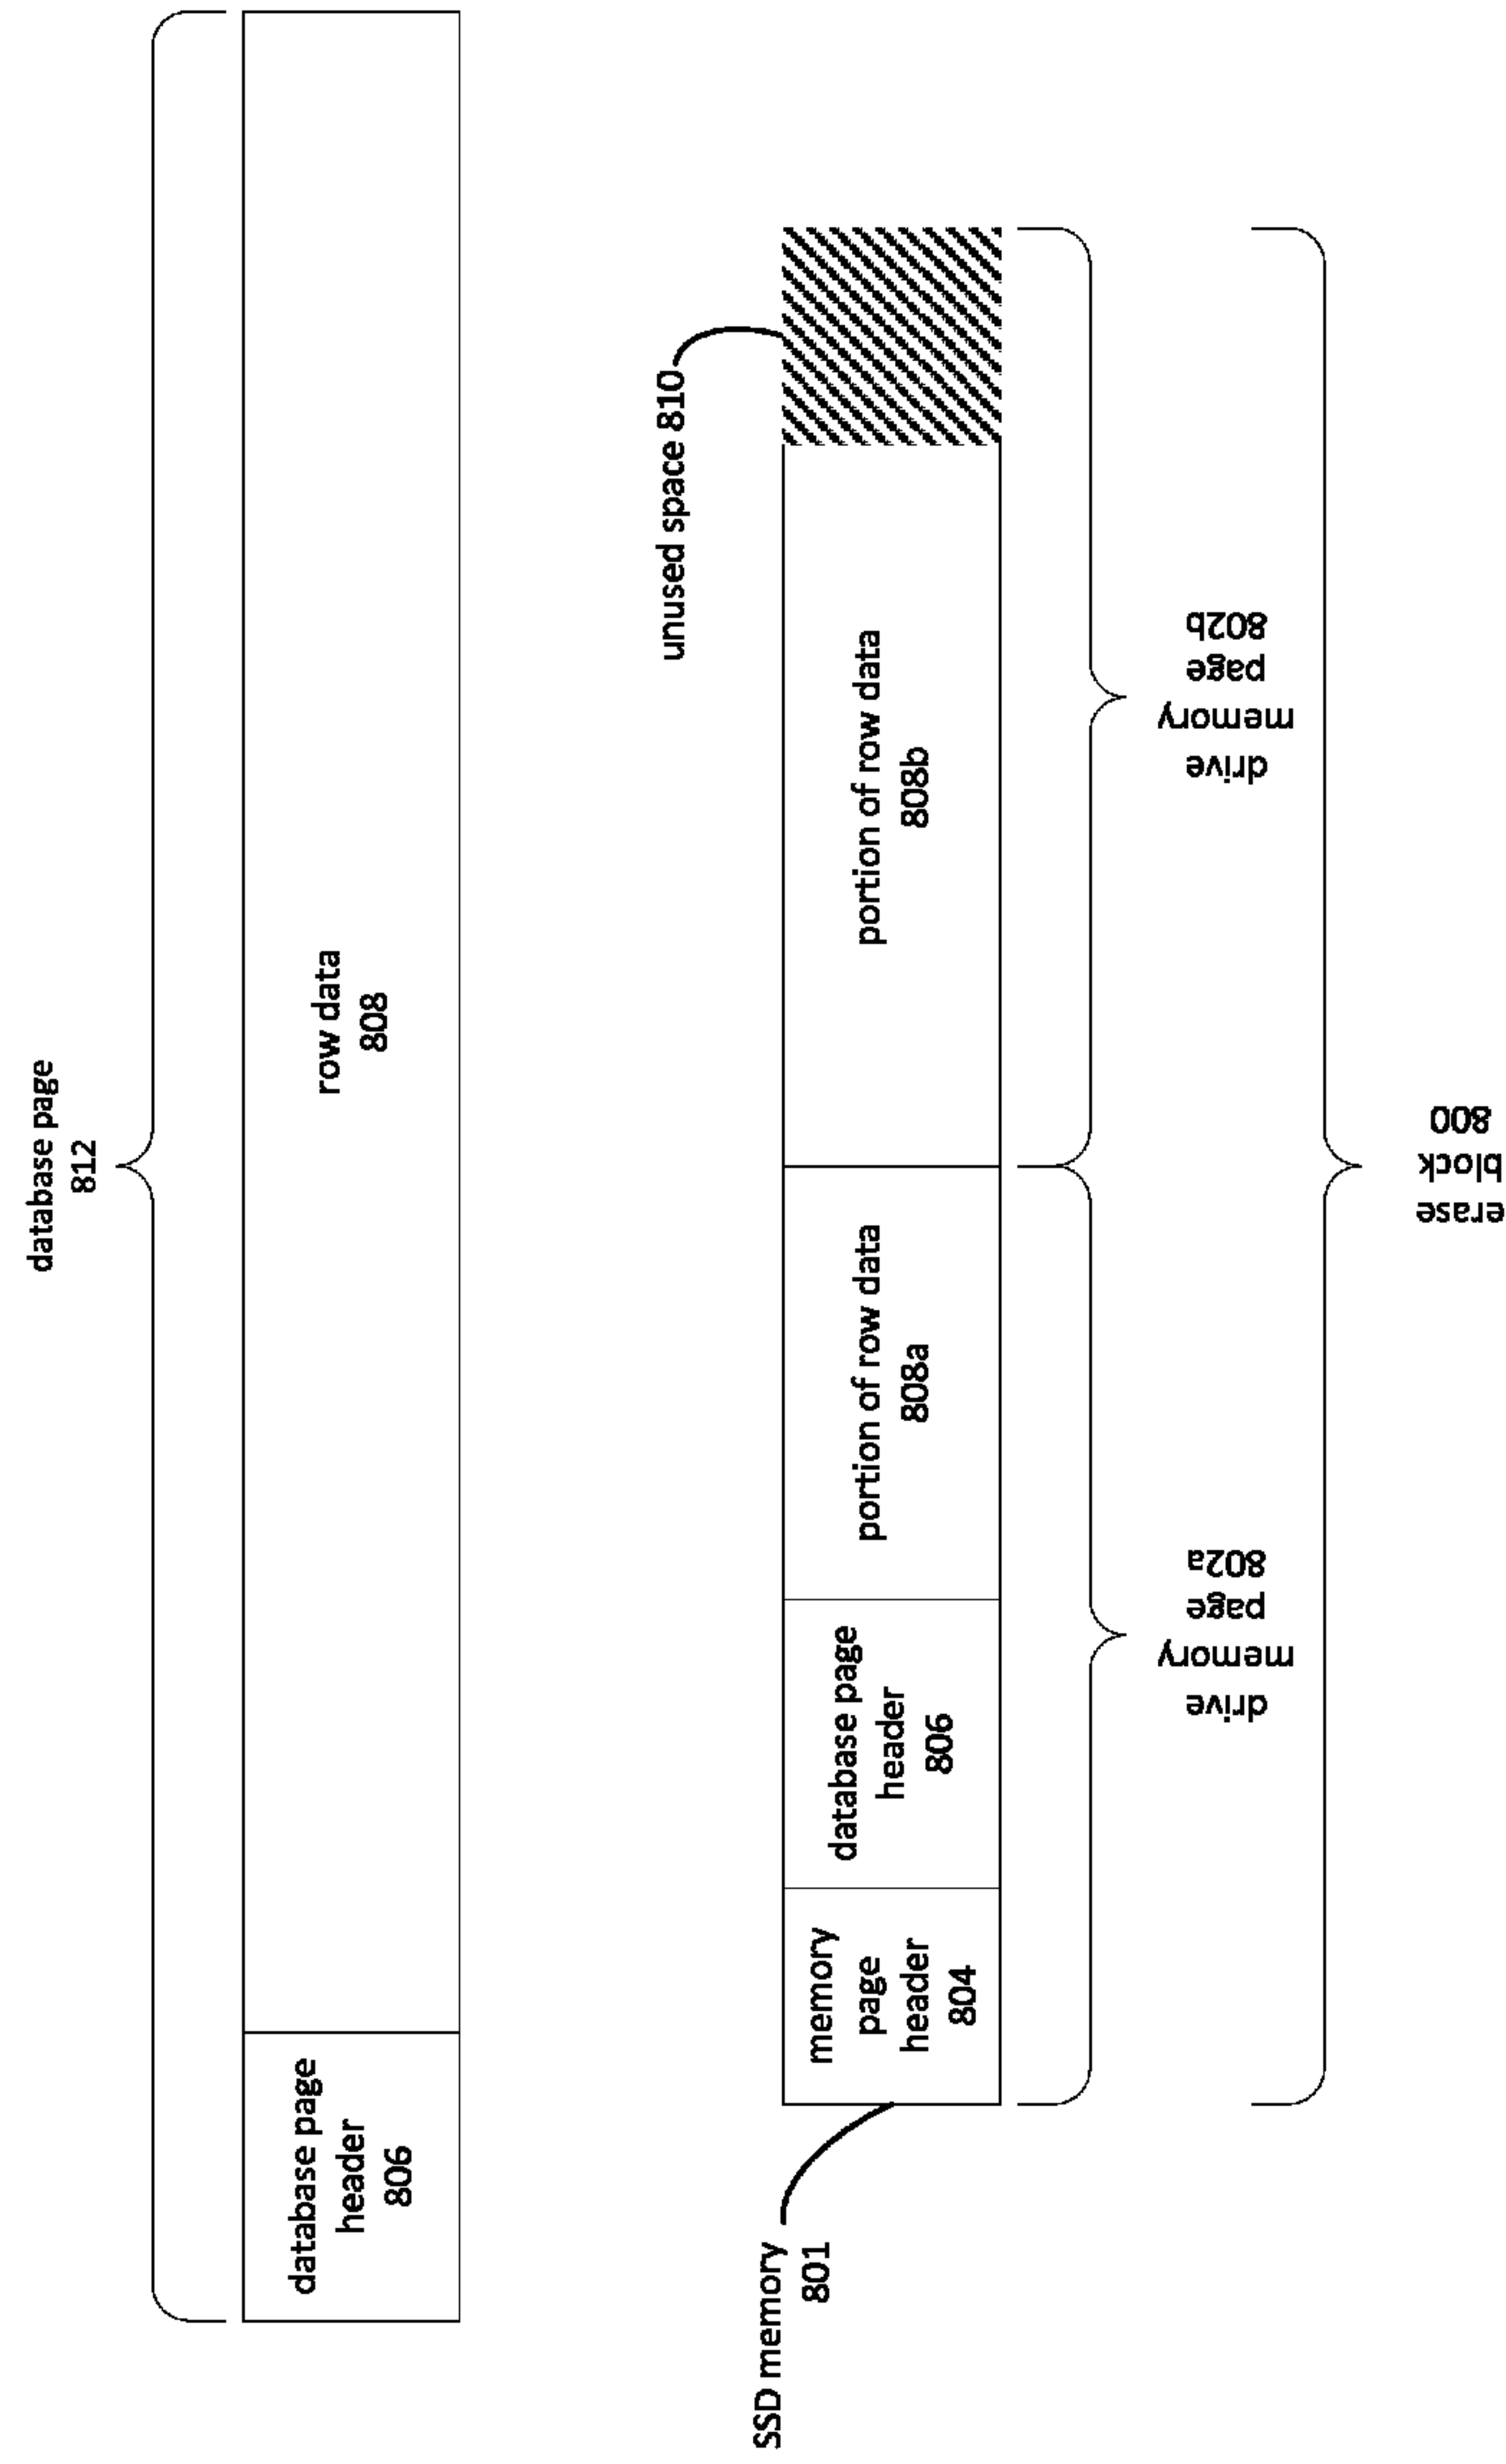 database page
812
database page
header
806
row data
808
unused space 810
SSD memory
801
memory
page
header
804
database page
header
806
portion of row data
808a
portion of row data
808b
drive
memory
page
802a
drive
memory
page
802b
erase
block
800